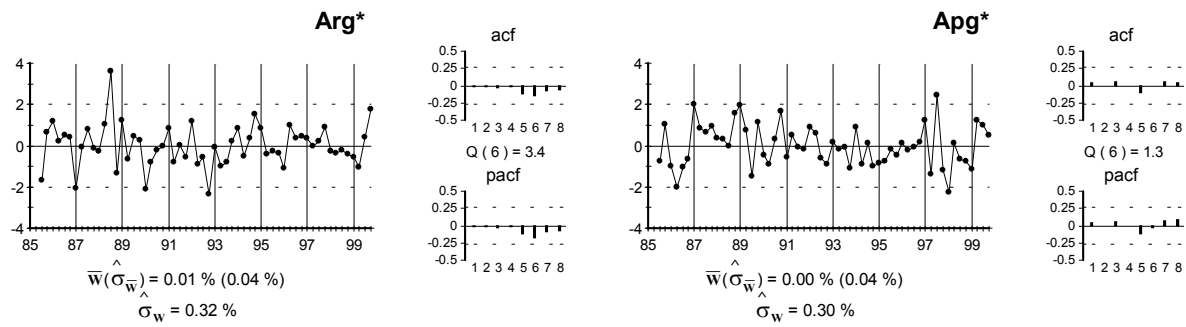 Arg*
4
2
0
-2
-4
85 87 89 91 93 95 97 99
w̅(σ̂w̅) = 0.01 % (0.04 %)
σ̂w = 0.32 %
acf
0.5
0.25
0
-0.25
-0.5
1 2 3 4 5 6 7 8
Q ( 6 ) = 3.4
pacf
0.5
0.25
0
-0.25
-0.5
1 2 3 4 5 6 7 8
Apg*
4
2
0
-2
-4
85 87 89 91 93 95 97 99
w̅(σ̂w̅) = 0.00 % (0.04 %)
σ̂w = 0.30 %
acf
0.5
0.25
0
-0.25
-0.5
1 2 3 4 5 6 7 8
Q ( 6 ) = 1.3
pacf
0.5
0.25
0
-0.25
-0.5
1 2 3 4 5 6 7 8